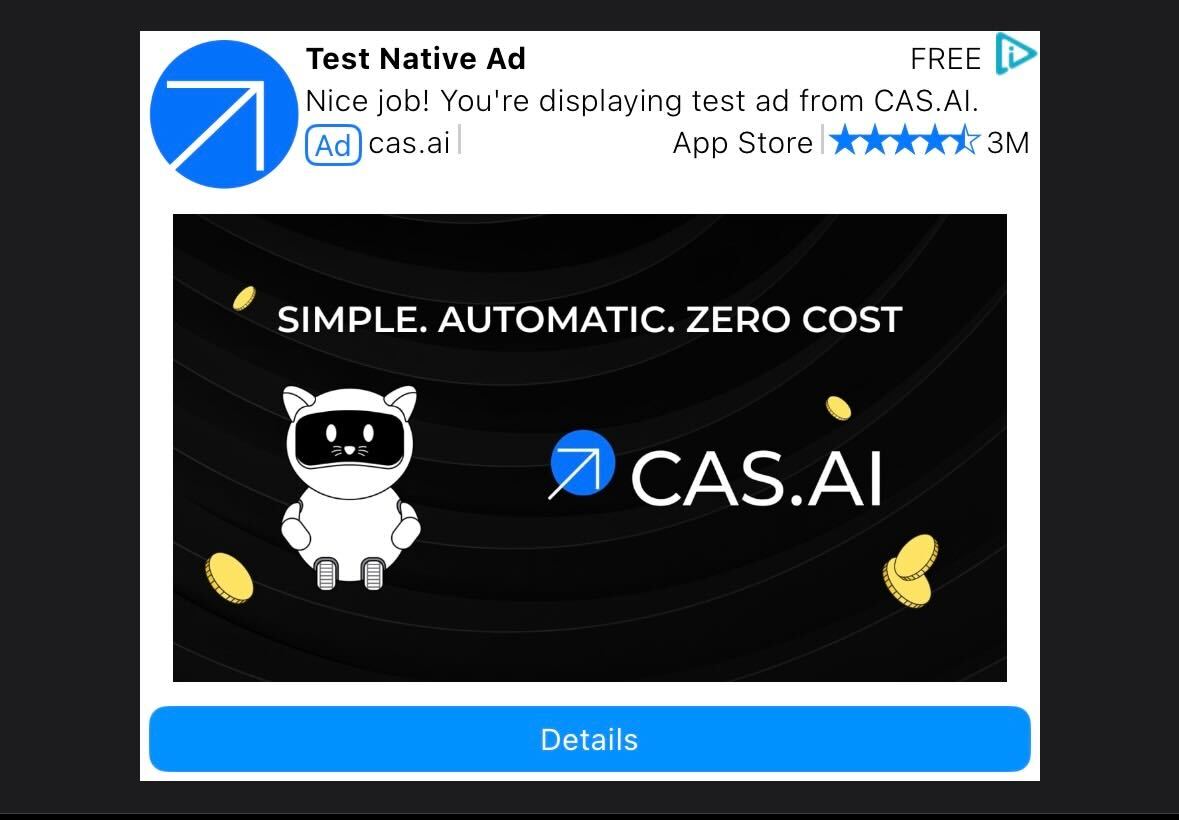 Test Native Ad FREE
Nice job! You're displaying test ad from CAS.AI.
Ad cas.ai App Store 3M
SIMPLE. AUTOMATIC. ZERO COST
CAS.AI
Details